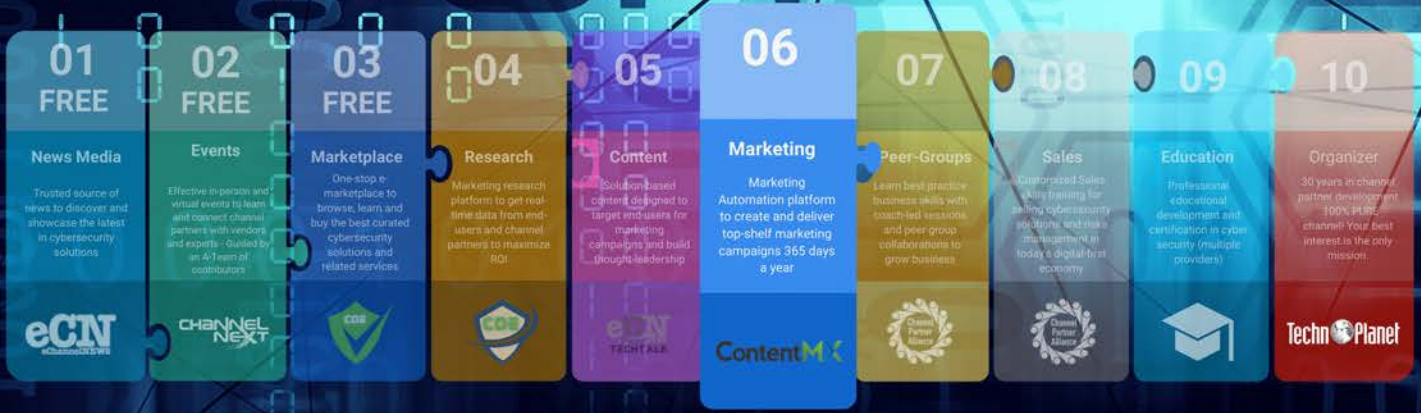 01
FREE
News Media
Trusted source of
news to discover and
showcase the latest
in cybersecurity
solutions
eCN
eChannelNEWS
02
FREE
Events
Effective in-person and
virtual events to learn
and connect channel
partners with vendors
and experts - Guided by
an A-Team of
contributors
CHANNEL
NEXT
03
FREE
Marketplace
One-stop e-
marketplace to
browse, learn and
buy the best curated
cybersecurity
solutions and
related services
CDE
04
Research
Marketing research
platform to get real-
time data from end-
users and channel
partners to maximize
ROI
CDE
05
Content
Solution-based
content designed to
target end-users for
marketing
campaigns and build
thought-leadership
eCN
TECHTALK
06
Marketing
Marketing
Automation platform
to create and deliver
top-shelf marketing
campaigns 365 days
a year
ContentMX
07
Peer-Groups
Learn best practice
business skills with
coach-led sessions
and peer group
collaborations to
grow business
Channel
Partner
Alliance
08
Sales
Customized Sales
skills training for
selling cybersecurity
solutions and risks
management in
today's digital-first
economy
Channel
Partner
Alliance
09
Education
Professional
educational
development and
certification in cyber
security (multiple
providers)
10
Organizer
30 years in channel
partner development
100% PURE
channel! Your best
interest is the only
mission.
TechnoPlanet